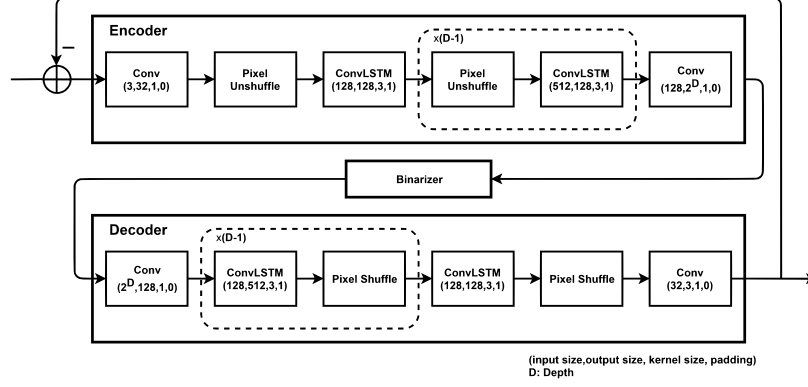 −
Encoder
x(D-1)
Conv
(3,32,1,0)
Pixel
Unshuffle
ConvLSTM
(128,128,3,1)
Pixel
Unshuffle
ConvLSTM
(512,128,3,1)
Conv
(128,2^D,1,0)
Binarizer
Decoder
x(D-1)
Conv
(2^D,128,1,0)
ConvLSTM
(128,512,3,1)
Pixel Shuffle
ConvLSTM
(128,128,3,1)
Pixel Shuffle
Conv
(32,3,1,0)
(input size,output size, kernel size, padding)
D: Depth